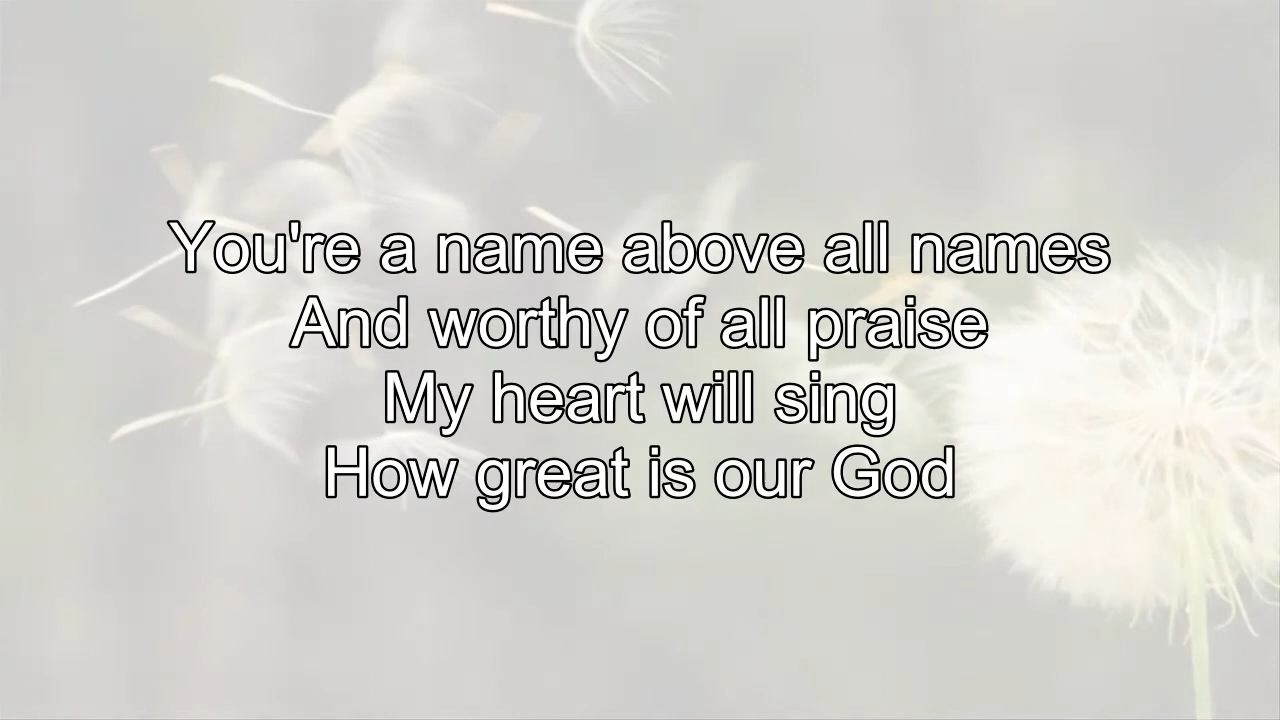 You're a name above all names
And worthy of all praise
My heart will sing
How great is our God